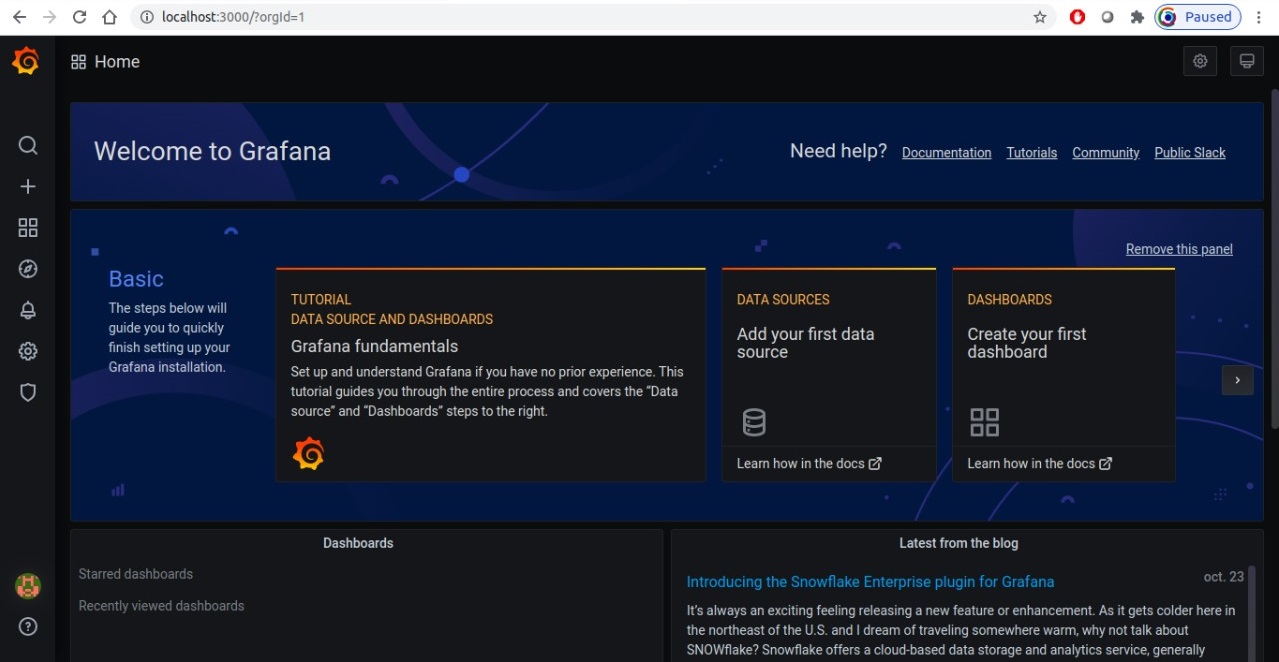 localhost:3000/?orgId=1
Paused
Home
Welcome to Grafana
Need help? Documentation Tutorials Community Public Slack
Remove this panel
Basic
The steps below will
guide you to quickly
finish setting up your
Grafana installation.
TUTORIAL
DATA SOURCE AND DASHBOARDS
Grafana fundamentals
Set up and understand Grafana if you have no prior experience. This
tutorial guides you through the entire process and covers the “Data
source” and “Dashboards” steps to the right.
DATA SOURCES
Add your first data
source
Learn how in the docs
DASHBOARDS
Create your first
dashboard
Learn how in the docs
Dashboards
Starred dashboards
Recently viewed dashboards
Latest from the blog
Introducing the Snowflake Enterprise plugin for Grafana
oct. 23
It’s always an exciting feeling releasing a new feature or enhancement. As it gets colder here in
the northeast of the U.S. and I dream of traveling somewhere warm, why not talk about
SNOWflake? Snowflake offers a cloud-based data storage and analytics service, generally